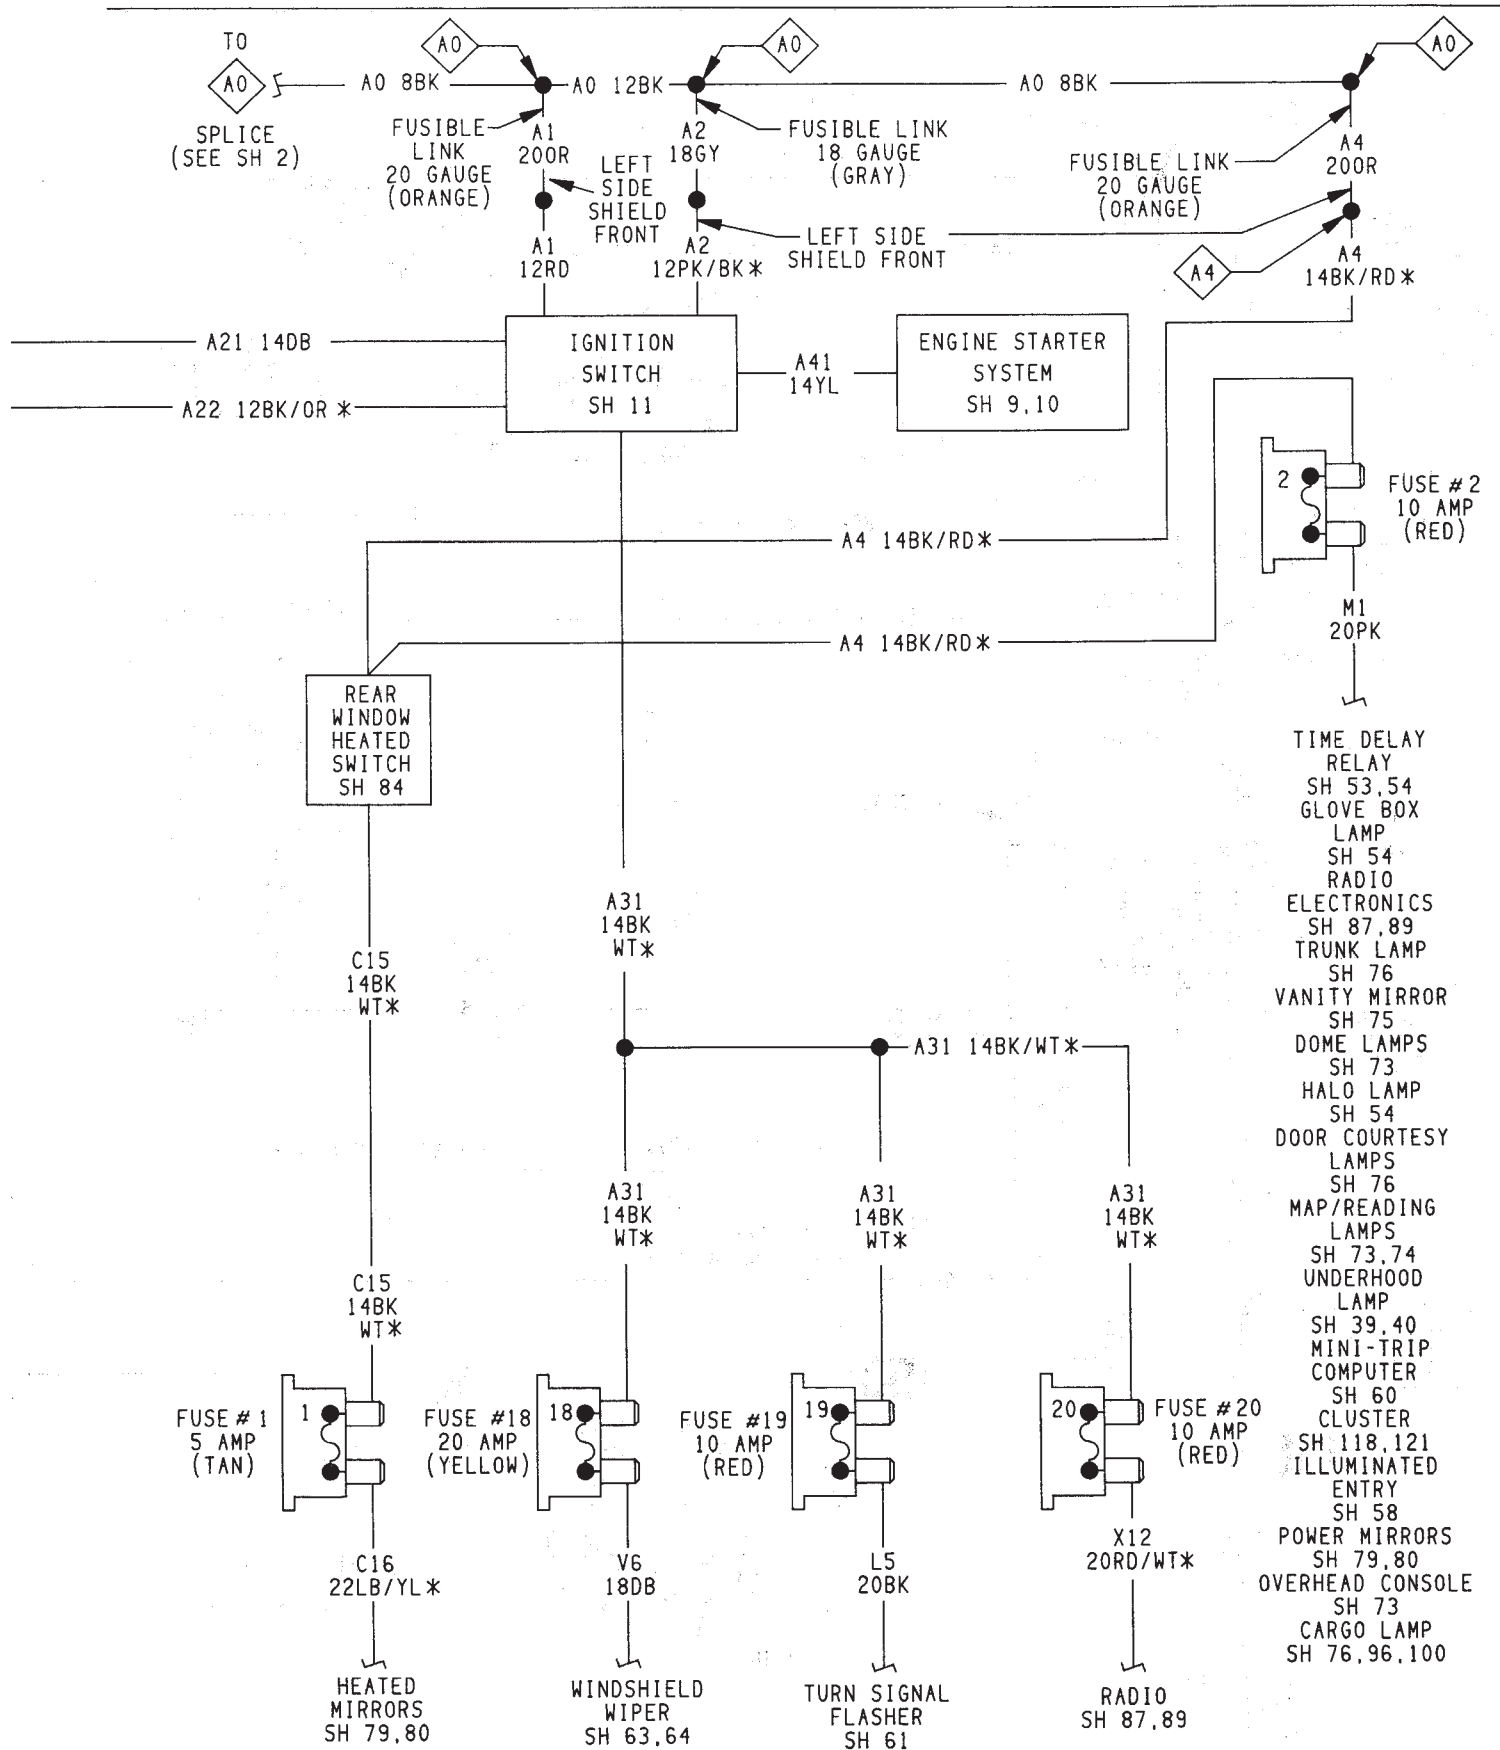 TO
A0
A0 8BK
SPLICE
(SEE SH 2)
A0
A0 12BK
A0
A0 8BK
A0
FUSIBLE
LINK
20 GAUGE
(ORANGE)
A1
20OR
LEFT
SIDE
SHIELD
FRONT
A1
12RD
A2
18GY
FUSIBLE LINK
18 GAUGE
(GRAY)
A2
12PK/BK*
LEFT SIDE
SHIELD FRONT
FUSIBLE LINK
20 GAUGE
(ORANGE)
A4
20OR
A4
A4
14BK/RD*
A21 14DB
A22 12BK/OR *
IGNITION
SWITCH
SH 11
A41
14YL
ENGINE STARTER
SYSTEM
SH 9,10
2
FUSE #2
10 AMP
(RED)
A4 14BK/RD*
M1
20PK
A4 14BK/RD*
REAR
WINDOW
HEATED
SWITCH
SH 84
TIME DELAY
RELAY
SH 53,54
GLOVE BOX
LAMP
SH 54
RADIO
ELECTRONICS
SH 87,89
TRUNK LAMP
SH 76
VANITY MIRROR
SH 75
DOME LAMPS
SH 73
HALO LAMP
SH 54
DOOR COURTESY
LAMPS
SH 76
MAP/READING
LAMPS
SH 73,74
UNDERHOOD
LAMP
SH 39,40
MINI-TRIP
COMPUTER
SH 60
CLUSTER
SH 118,121
ILLUMINATED
ENTRY
SH 58
POWER MIRRORS
SH 79,80
OVERHEAD CONSOLE
SH 73
CARGO LAMP
SH 76,96,100
A31
14BK
WT*
C15
14BK
WT*
A31 14BK/WT*
A31
14BK
WT*
A31
14BK
WT*
A31
14BK
WT*
C15
14BK
WT*
FUSE #1
5 AMP
(TAN)
1
FUSE #18
20 AMP
(YELLOW)
18
FUSE #19
10 AMP
(RED)
19
20
FUSE #20
10 AMP
(RED)
C16
22LB/YL*
V6
18DB
L5
20BK
X12
20RD/WT*
HEATED
MIRRORS
SH 79,80
WINDSHIELD
WIPER
SH 63,64
TURN SIGNAL
FLASHER
SH 61
RADIO
SH 87,89